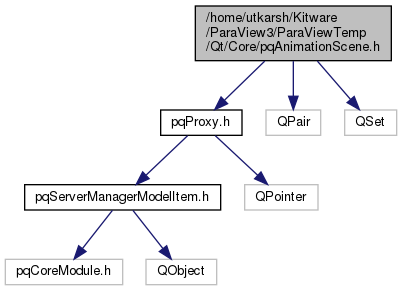 /home/utkarsh/Kitware
/ParaView3/ParaViewTemp
/Qt/Core/pqAnimationScene.h
pqProxy.h
QPair
QSet
pqServerManagerModelItem.h
QPointer
pqCoreModule.h
QObject